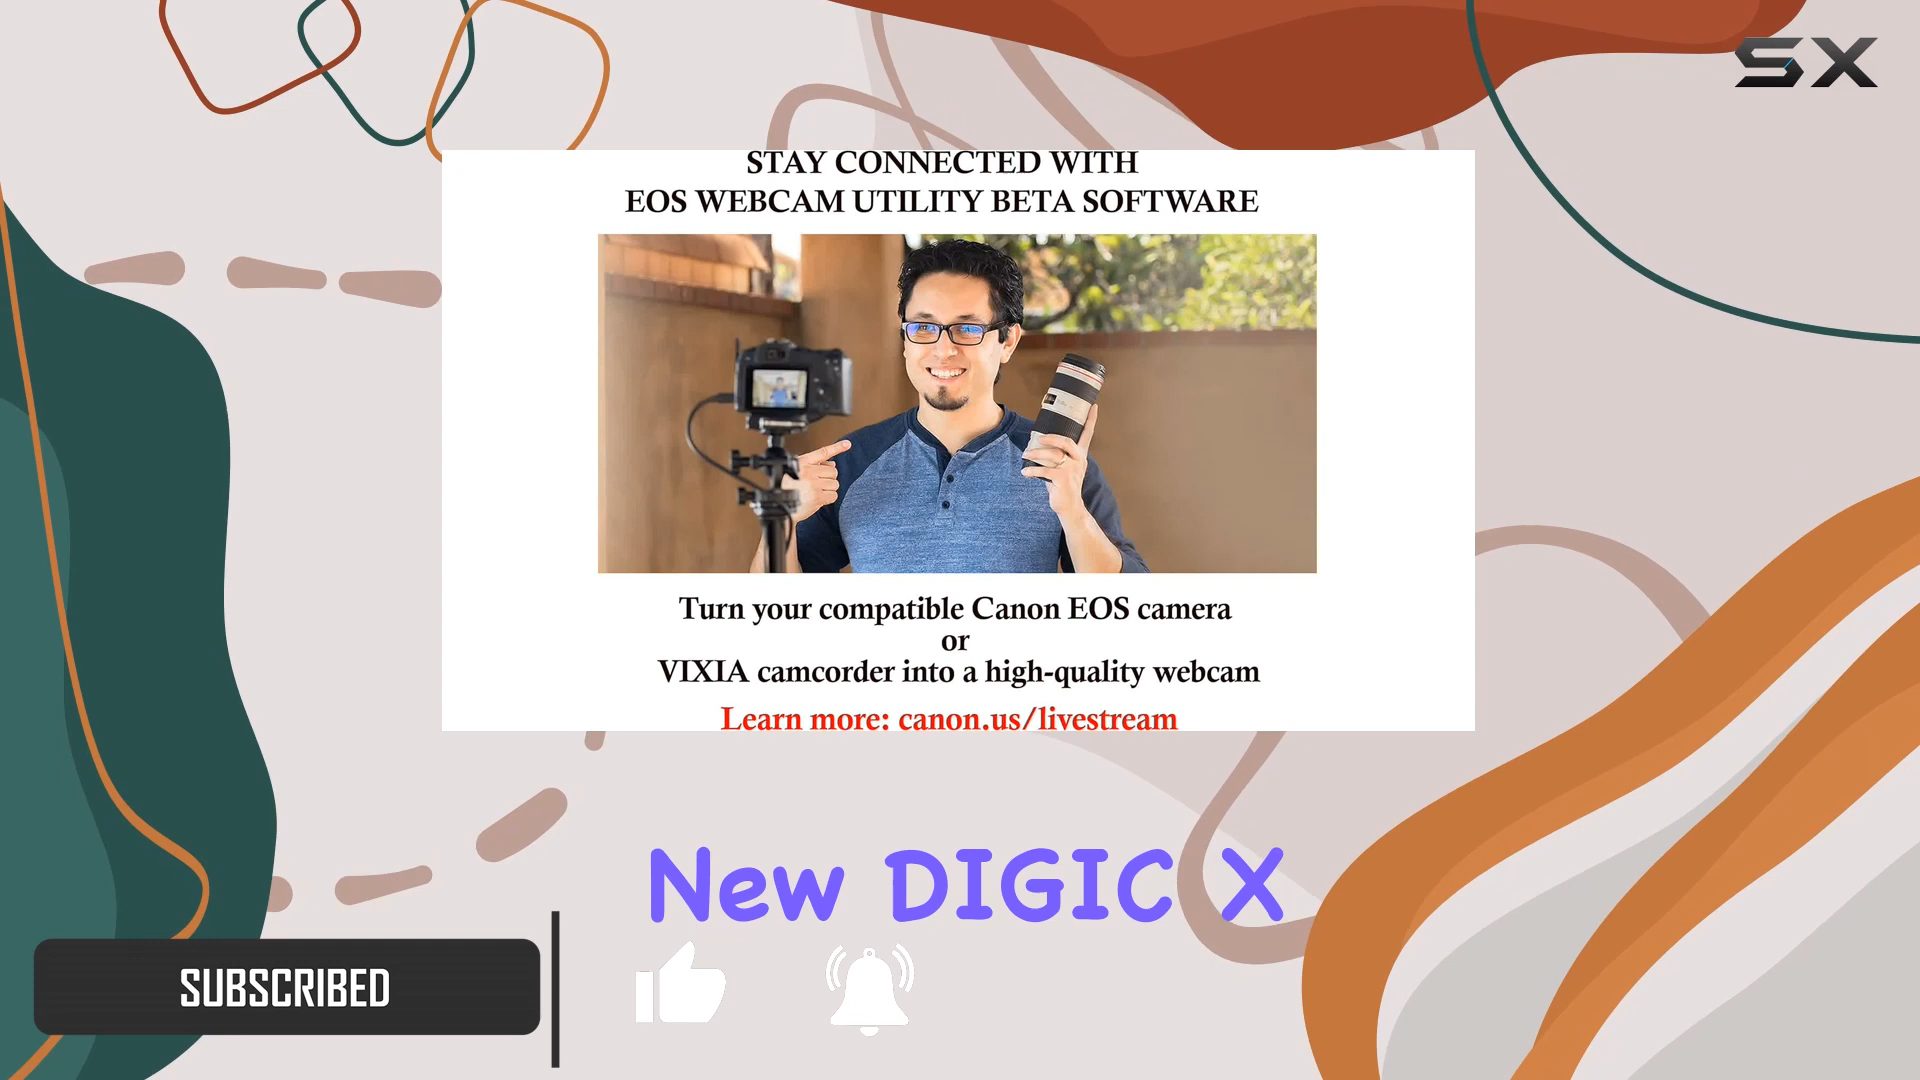 SX
STAY CONNECTED WITH
EOS WEBCAM UTILITY BETA SOFTWARE
Turn your compatible Canon EOS camera
or
VIXIA camcorder into a high-quality webcam
Learn more: canon.us/livestream
New DIGIC X
SUBSCRIBED